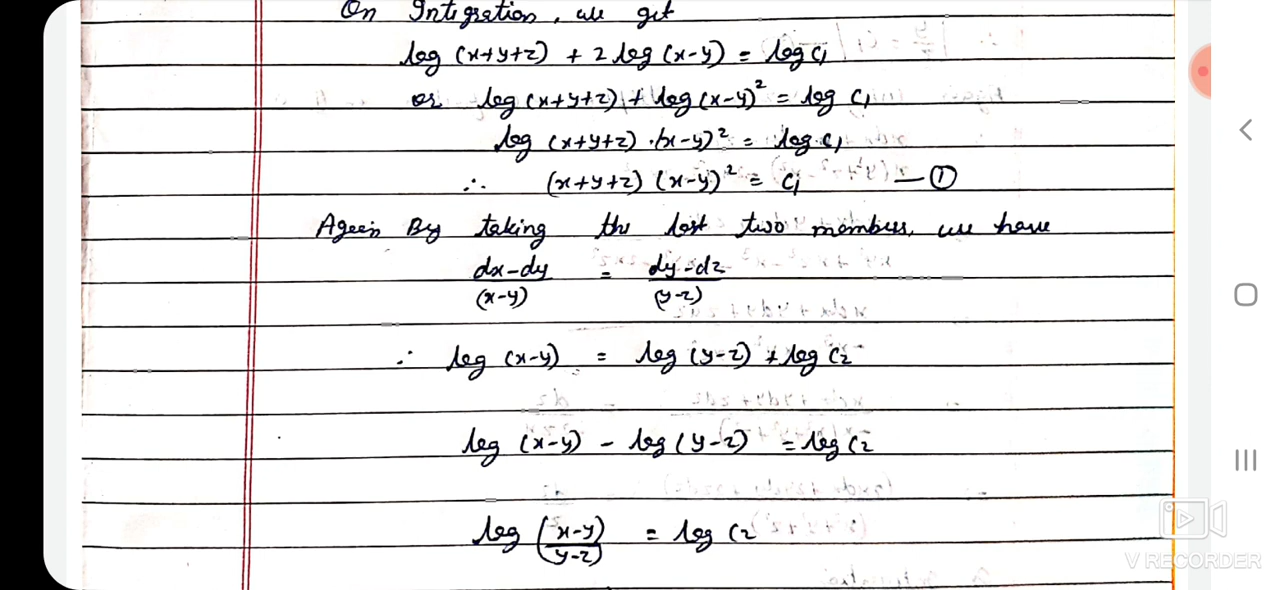 On Integration, we get
log (x+y+z) + 2 log (x-y) = log c₁
or log (x+y+z) + log (x-y)² = log c₁
log (x+y+z) · (x-y)² = log c₁
∴ (x+y+z) (x-y)² = c₁ — ①
Again By taking the last two members, we have
dx-dy/(x-y) = dy-dz/(y-z)
∴ log (x-y) = log (y-z) + log c₂
log (x-y) - log (y-z) = log c₂
log (x-y/y-z) = log c₂
V RECORDER